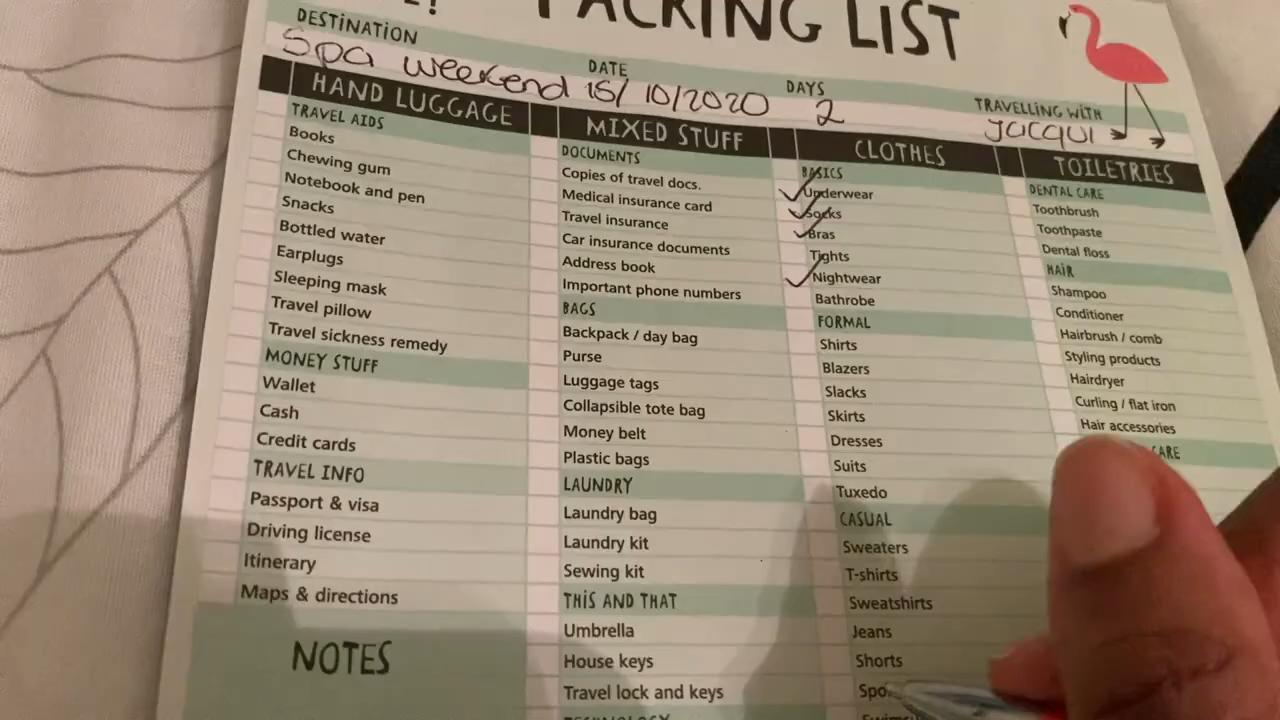 PACKING LIST
DESTINATION
Spa weekend
DATE
15/10/2020
DAYS
2
TRAVELLING WITH
Jacqui
HAND LUGGAGE
TRAVEL AIDS
Books
Chewing gum
Notebook and pen
Snacks
Bottled water
Earplugs
Sleeping mask
Travel pillow
Travel sickness remedy
MONEY STUFF
Wallet
Cash
Credit cards
TRAVEL INFO
Passport & visa
Driving license
Itinerary
Maps & directions
NOTES
MIXED STUFF
DOCUMENTS
Copies of travel docs.
Medical insurance card
Travel insurance
Car insurance documents
Address book
Important phone numbers
BAGS
Backpack / day bag
Purse
Luggage tags
Collapsible tote bag
Money belt
Plastic bags
LAUNDRY
Laundry bag
Laundry kit
Sewing kit
THIS AND THAT
Umbrella
House keys
Travel lock and keys
TECHNOLOGY
CLOTHES
BASICS
Underwear
Socks
Bras
Tights
Nightwear
Bathrobe
FORMAL
Shirts
Blazers
Slacks
Skirts
Dresses
Suits
Tuxedo
CASUAL
Sweaters
T-shirts
Sweatshirts
Jeans
Shorts
TOILETRIES
DENTAL CARE
Toothbrush
Toothpaste
Dental floss
HAIR
Shampoo
Conditioner
Hairbrush / comb
Styling products
Hairdryer
Curling / flat iron
Hair accessories
CARE